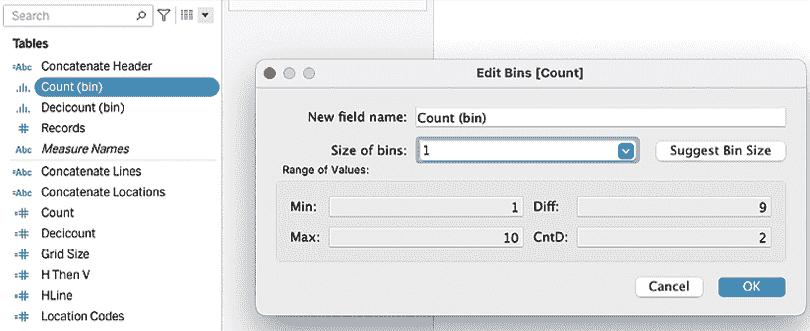 Search
Tables
=Abc Concatenate Header
Count (bin)
Decicount (bin)
# Records
Abc Measure Names
=Abc Concatenate Lines
=Abc Concatenate Locations
=# Count
=# Decicount
=# Grid Size
=# H Then V
=# HLine
=# Location Codes
Edit Bins [Count]
New field name: Count (bin)
Size of bins: 1 Suggest Bin Size
Range of Values:
Min: 1 Diff: 9
Max: 10 CntD: 2
Cancel OK